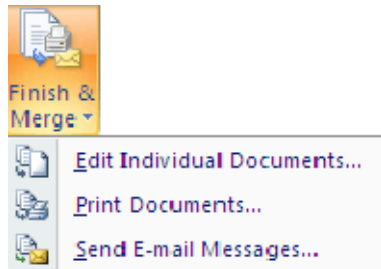 Finish &
Merge
Edit Individual Documents...
Print Documents...
Send E-mail Messages...